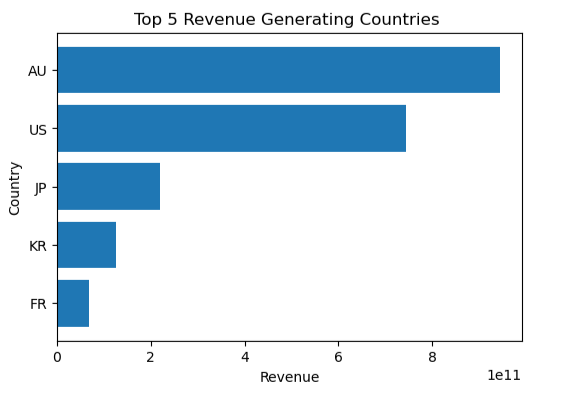 Top 5 Revenue Generating Countries
AU
US
JP
KR
FR
Country
0 2 4 6 8
1e11
Revenue